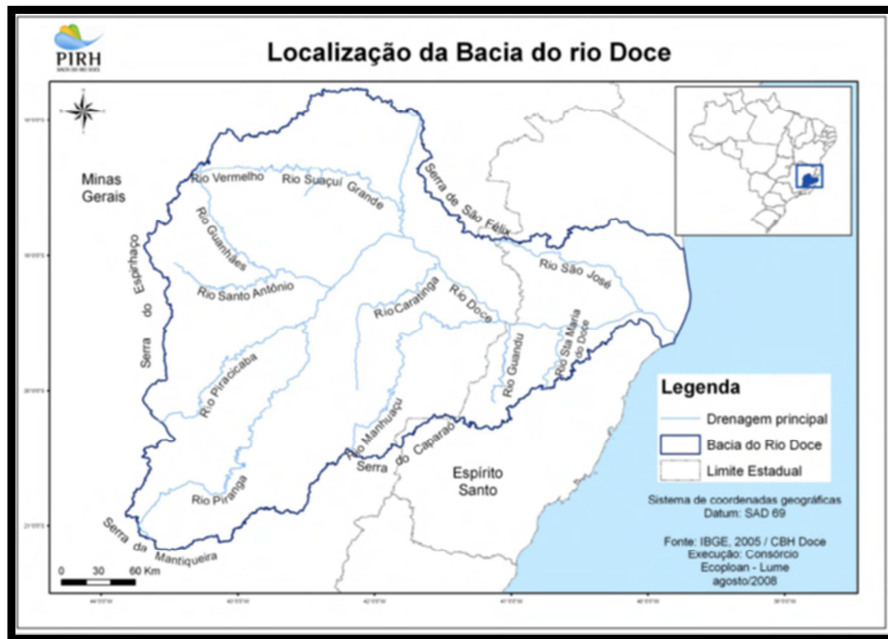 PIRH
BACIA DO RIO DOCE
Localização da Bacia do rio Doce
Minas
Gerais
Rio Vermelho
Rio Suaçuí
Grande
Serra de São Félix
Rio Guanhães
Serra do Espinhaço
Rio Santo Antônio
Rio Caratinga
Rio Doce
Rio São José
Rio Guandu
Rio Sta Maria
do Doce
Rio Piracicaba
Rio Manhuaçu
Serra do Caparaó
Espírito
Santo
Rio Piranga
Serra da Mantiqueira
0 30 60 Km
Legenda
Drenagem principal
Bacia do Rio Doce
Limite Estadual
Sistema de coordenadas geográficas
Datum: SAD 69
Fonte: IBGE, 2005 / CBH Doce
Execução: Consórcio
Ecoploan - Lume
agosto/2008